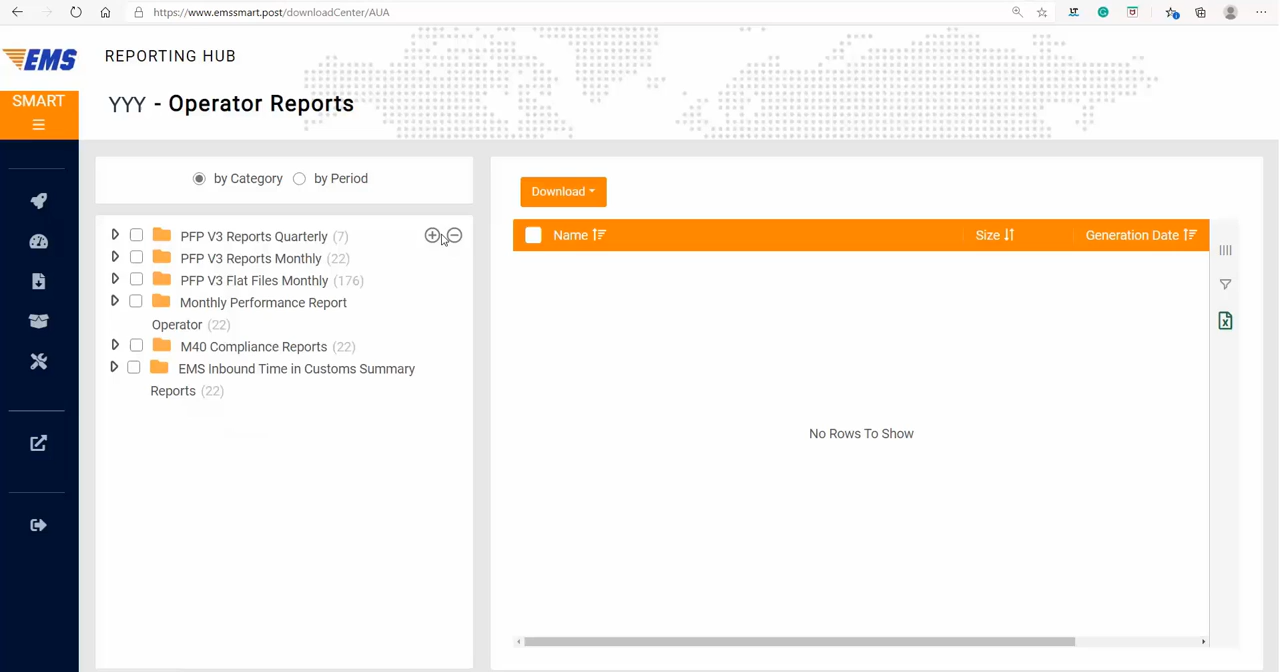 https://www.emssmart.post/downloadCenter/AUA
EMS
REPORTING HUB
SMART
YYY - Operator Reports
by Category by Period
Download
PFP V3 Reports Quarterly (7)
PFP V3 Reports Monthly (22)
PFP V3 Flat Files Monthly (176)
Monthly Performance Report
Operator (22)
M40 Compliance Reports (22)
EMS Inbound Time in Customs Summary
Reports (22)
Name Size Generation Date
No Rows To Show